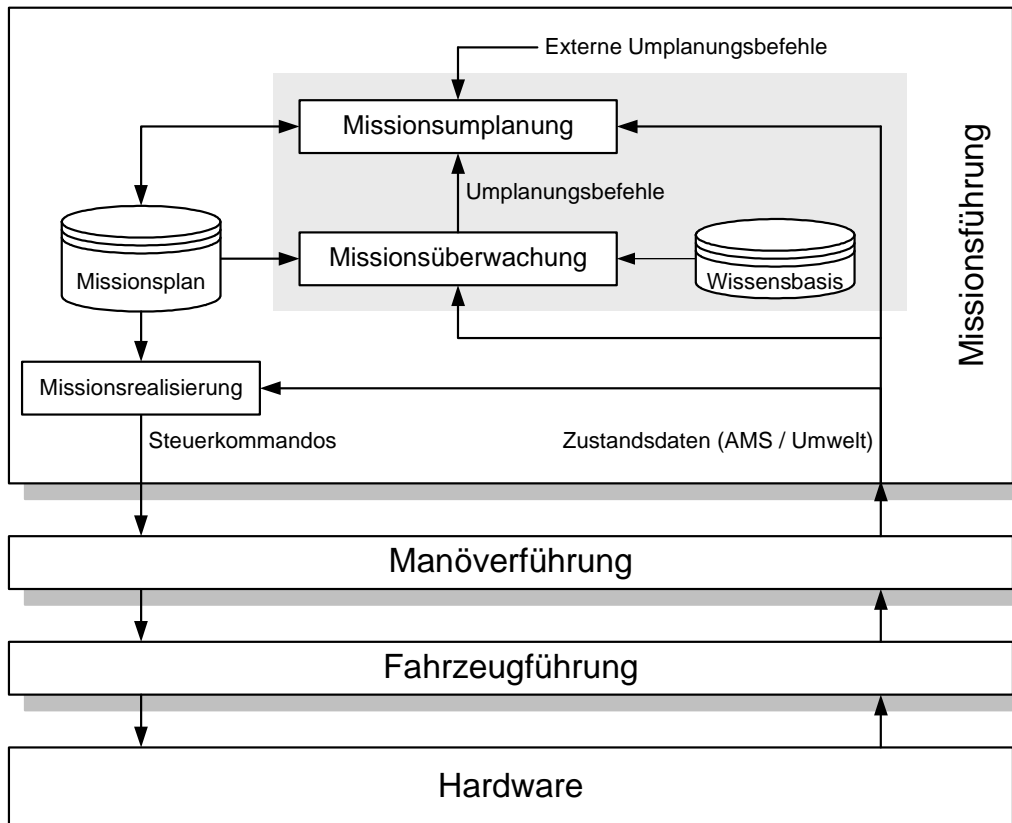 Externe Umplanungsbefehle
Missionsumplanung
Umplanungsbefehle
Missionsüberwachung
Missionsplan
Wissensbasis
Missionsführung
Missionsrealisierung
Steuerkommandos
Zustandsdaten (AMS / Umwelt)
Manöverführung
Fahrzeugführung
Hardware